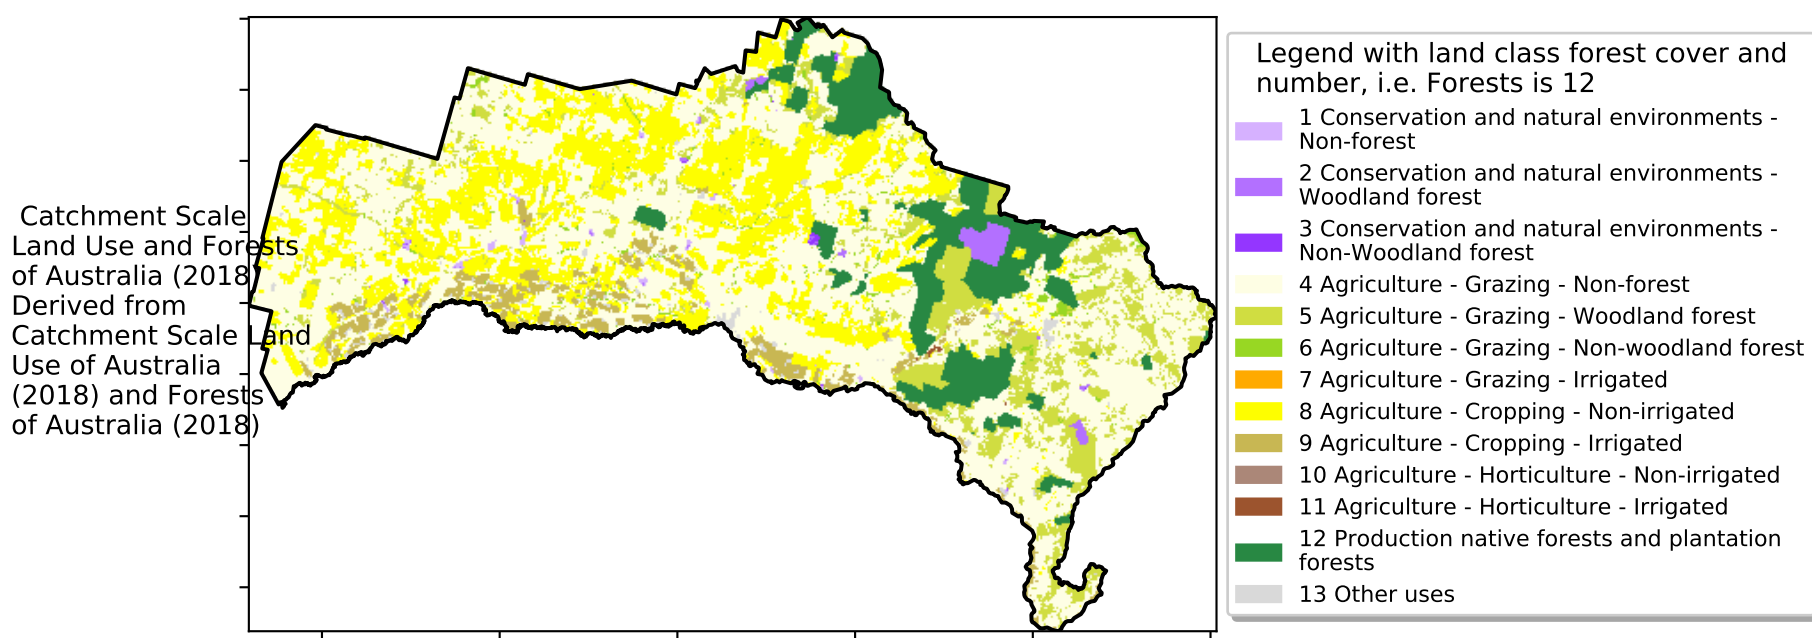 Catchment Scale
Land Use and Forests
of Australia (2018)
Derived from
Catchment Scale Land
Use of Australia
(2018) and Forests
of Australia (2018)
Legend with land class forest cover and
number, i.e. Forests is 12
1 Conservation and natural environments -
Non-forest
2 Conservation and natural environments -
Woodland forest
3 Conservation and natural environments -
Non-Woodland forest
4 Agriculture - Grazing - Non-forest
5 Agriculture - Grazing - Woodland forest
6 Agriculture - Grazing - Non-woodland forest
7 Agriculture - Grazing - Irrigated
8 Agriculture - Cropping - Non-irrigated
9 Agriculture - Cropping - Irrigated
10 Agriculture - Horticulture - Non-irrigated
11 Agriculture - Horticulture - Irrigated
12 Production native forests and plantation
forests
13 Other uses